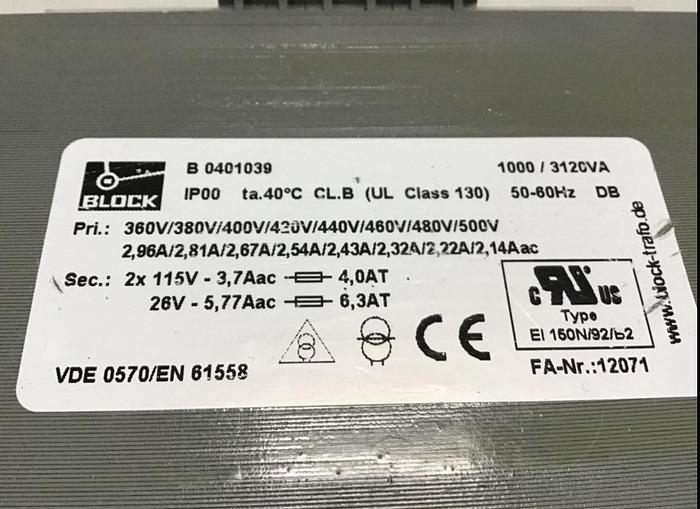 B 0401039 1000 / 3120VA
BLOCK IP00 ta.40°C CL.B (UL Class 130) 50-60Hz DB
Pri.: 360V/380V/400V/420V/440V/460V/480V/500V
2,96A/2,81A/2,67A/2,54A/2,43A/2,32A/2,22A/2,14Aac
Sec.: 2x 115V - 3,7Aac 4,0AT
26V - 5,77Aac 6,3AT
CE
c RU US
Type
EI 150N/92/b2
VDE 0570/EN 61558
FA-Nr.:12071
www.block-trafo.de